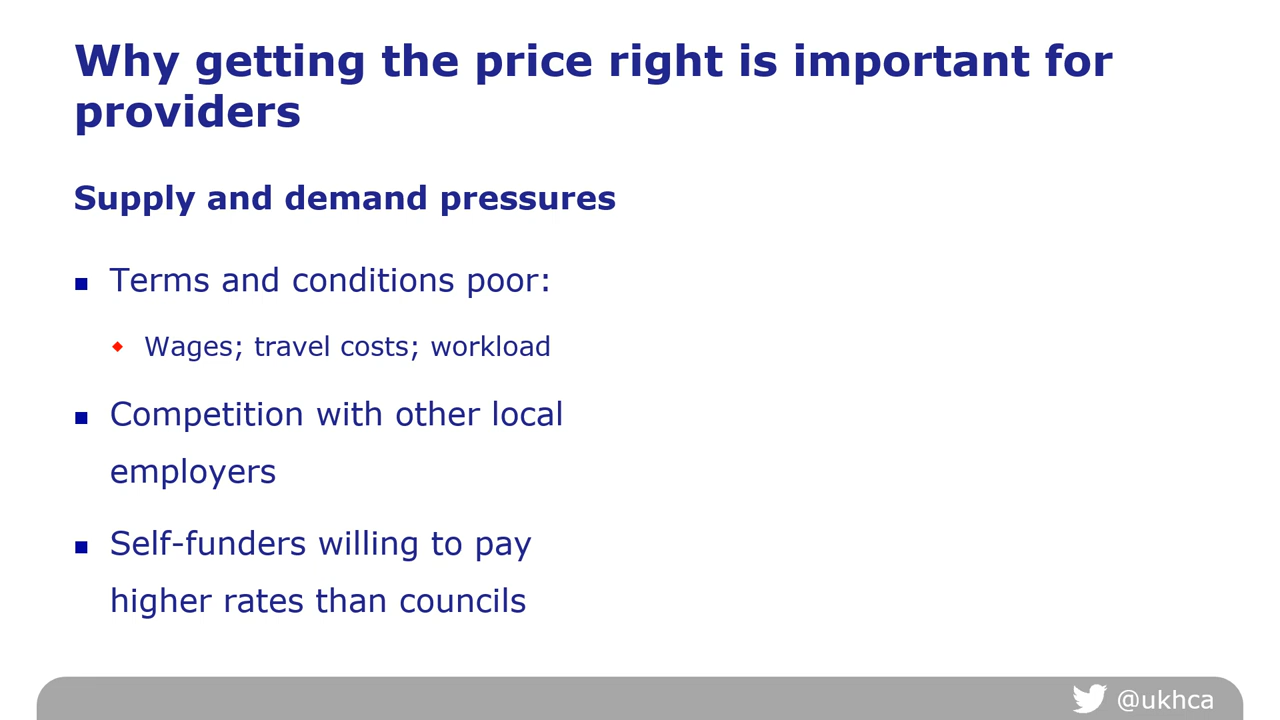 Why getting the price right is important for
providers
Supply and demand pressures
Terms and conditions poor:
Wages; travel costs; workload
Competition with other local
employers
Self-funders willing to pay
higher rates than councils
@ukhca